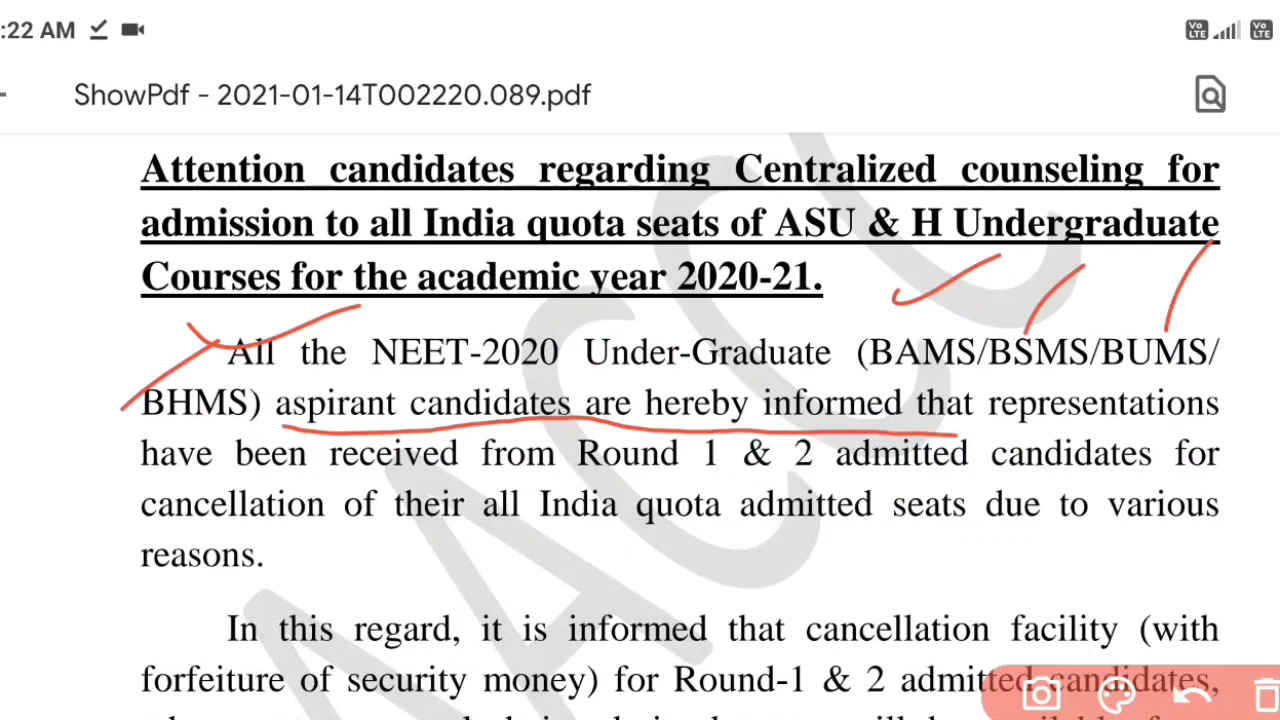 :22 AM
ShowPdf - 2021-01-14T002220.089.pdf
Attention candidates regarding Centralized counseling for
admission to all India quota seats of ASU & H Undergraduate
Courses for the academic year 2020-21.
All the NEET-2020 Under-Graduate (BAMS/BSMS/BUMS/
BHMS) aspirant candidates are hereby informed that representations
have been received from Round 1 & 2 admitted candidates for
cancellation of their all India quota admitted seats due to various
reasons.
In this regard, it is informed that cancellation facility (with
forfeiture of security money) for Round-1 & 2 admitted candidates,